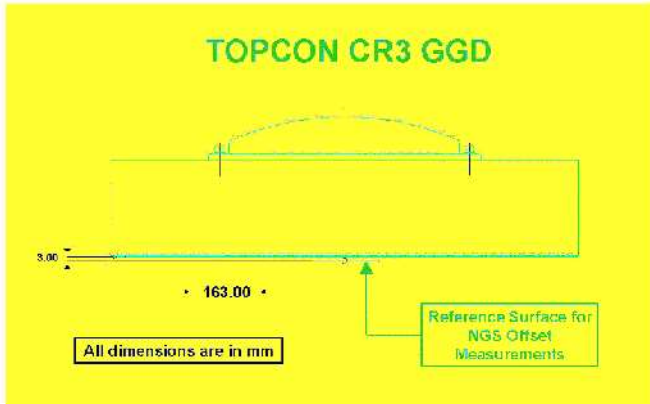 TOPCON CR3 GGD
3.00
163.00
All dimensions are in mm
Reference Surface for
NGS Offset
Measurements